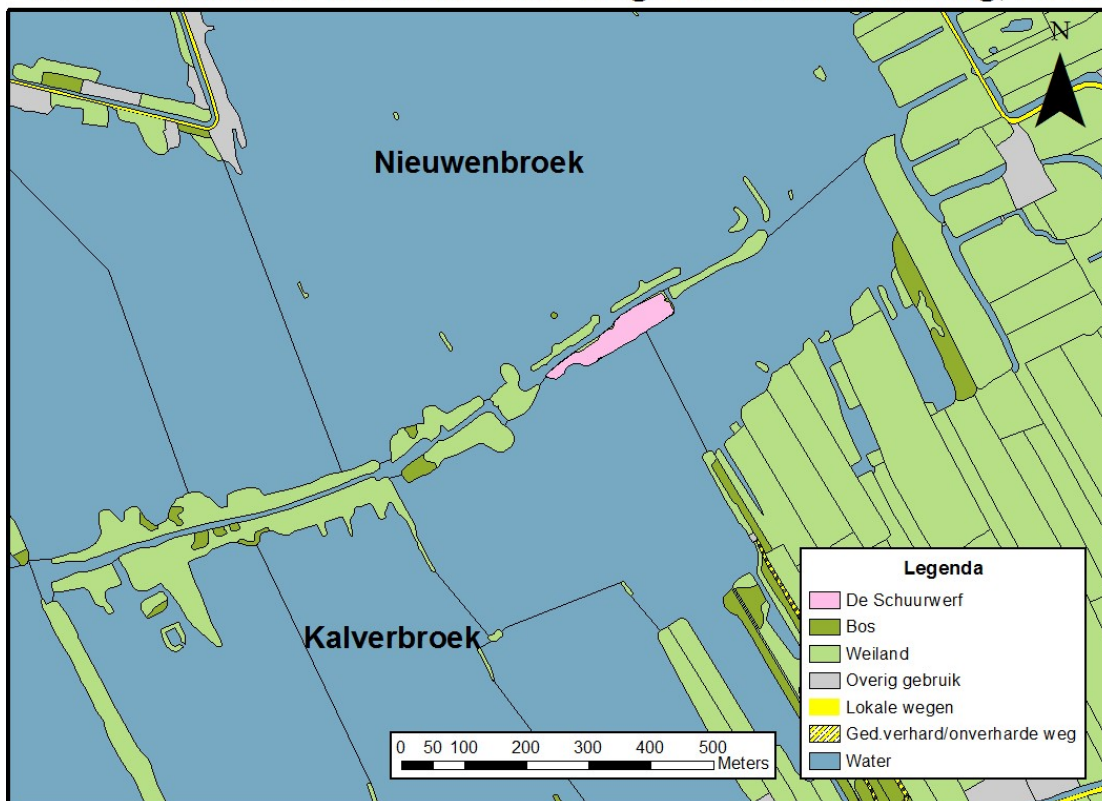 N
Nieuwenbroek
Kalverbroek
Legenda
De Schuurwerf
Bos
Weiland
Overig gebruik
Lokale wegen
Ged.verhard/onverharde weg
Water
0 50 100 200 300 400 500
Meters